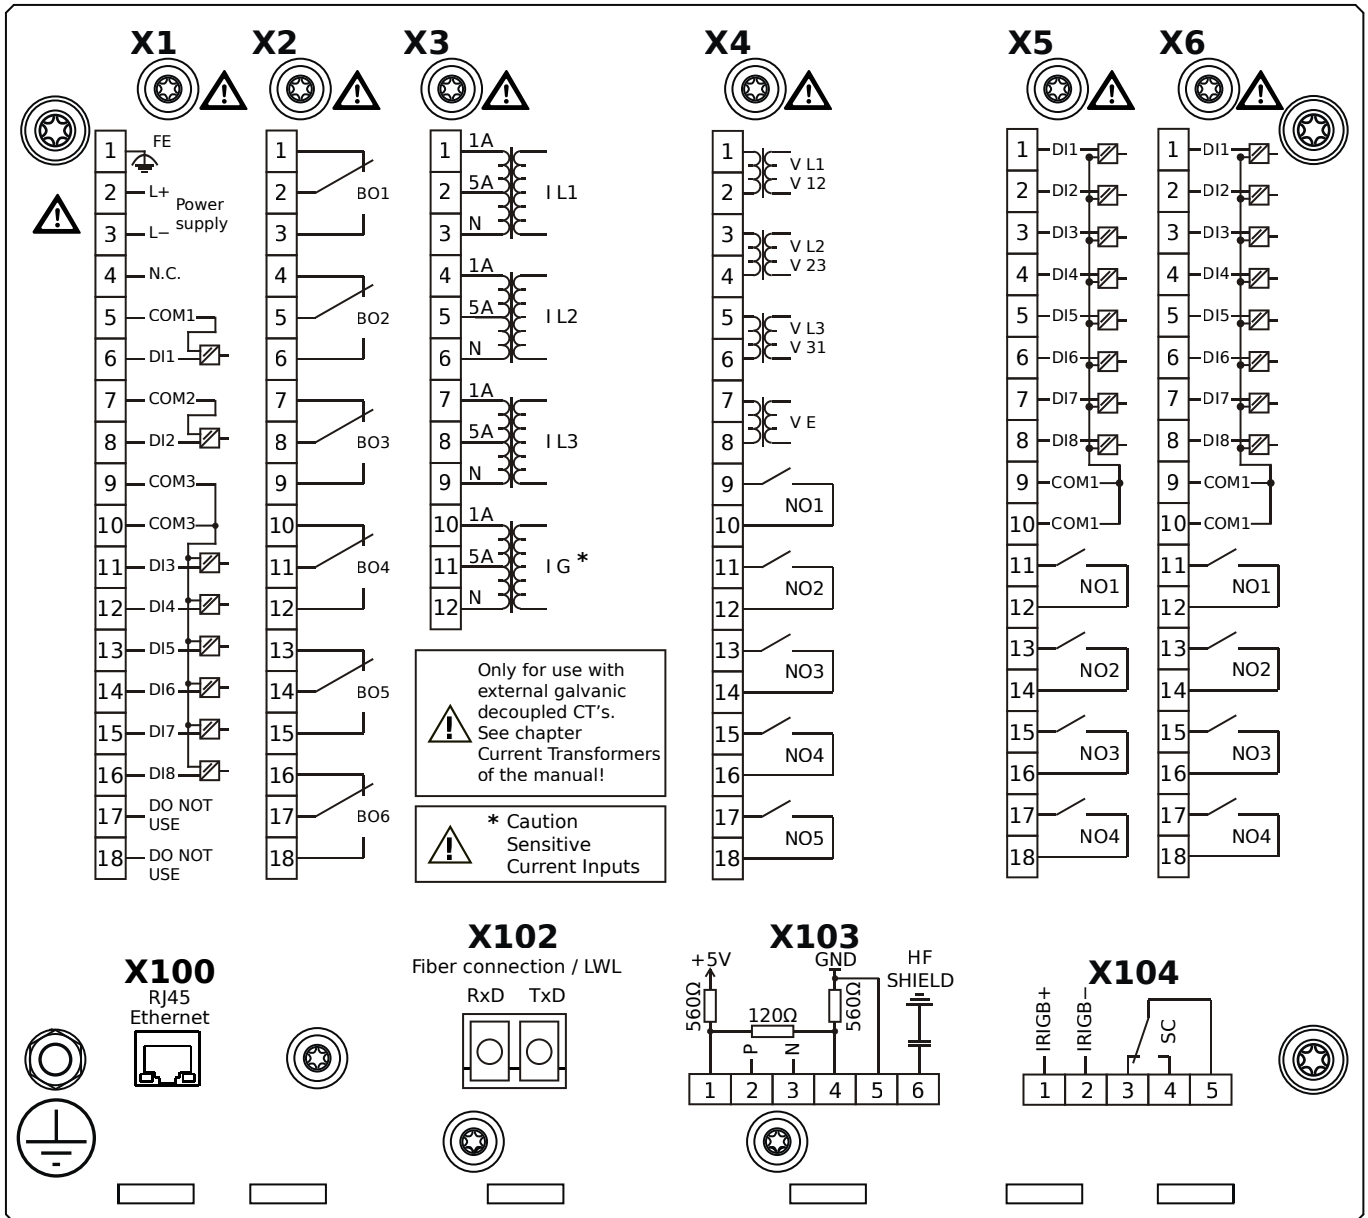 X1
X2
X3
X4
X5
X6
1 FE
2 L+
Power
supply
3 L−
4 N.C.
5 COM1
6 DI1
7 COM2
8 DI2
9 COM3
10 COM3
11 DI3
12 DI4
13 DI5
14 DI6
15 DI7
16 DI8
17 DO NOT
USE
18 DO NOT
USE
1
2 BO1
3
4
5 BO2
6
7
8 BO3
9
10
11 BO4
12
13
14 BO5
15
16
17 BO6
18
1 1A
2 5A I L1
3 N
4 1A
5 5A I L2
6 N
7 1A
8 5A I L3
9 N
10 1A
11 5A I G *
12 N
Only for use with
external galvanic
decoupled CT's.
See chapter
Current Transformers
of the manual!
* Caution
Sensitive
Current Inputs
1 V L1
2 V 12
3 V L2
4 V 23
5 V L3
6 V 31
7
V E
8
9
NO1
10
11
NO2
12
13
NO3
14
15
NO4
16
17
NO5
18
1 DI1
2 DI2
3 DI3
4 DI4
5 DI5
6 DI6
7 DI7
8 DI8
9 COM1
10 COM1
11
NO1
12
13
NO2
14
15
NO3
16
17
NO4
18
1 DI1
2 DI2
3 DI3
4 DI4
5 DI5
6 DI6
7 DI7
8 DI8
9 COM1
10 COM1
11
NO1
12
13
NO2
14
15
NO3
16
17
NO4
18
X100
RJ45
Ethernet
X102
Fiber connection / LWL
RxD TxD
X103
+5V GND HF
SHIELD
560Ω 120Ω 560Ω
P N
1 2 3 4 5 6
X104
IRIGB+ IRIGB− SC
1 2 3 4 5